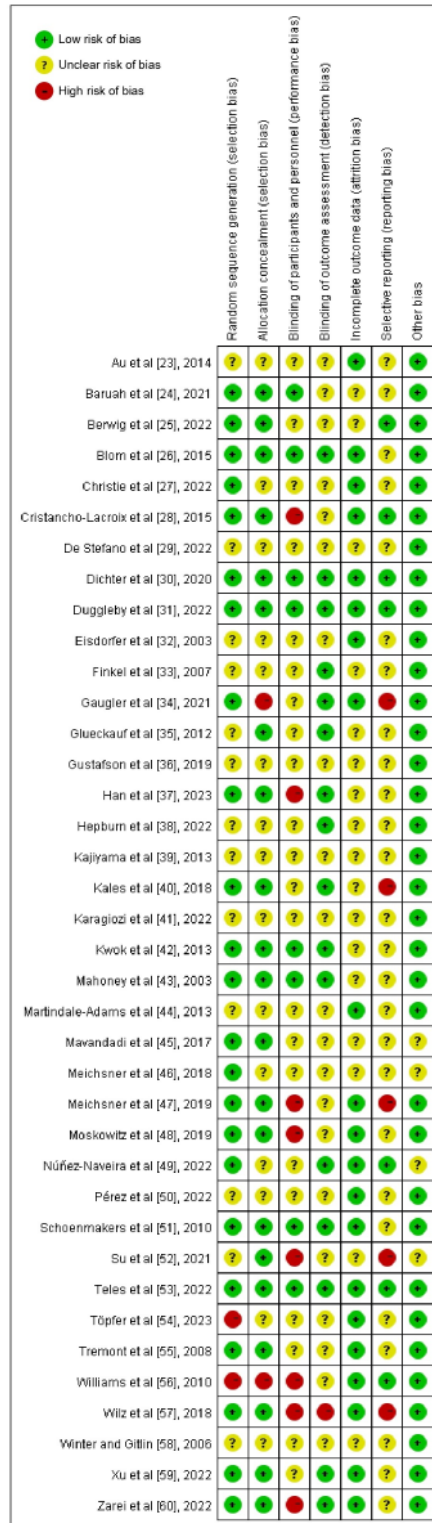 Low risk of bias
Unclear risk of bias
High risk of bias
Random sequence generation (selection bias)
Allocation concealment (selection bias)
Blinding of participants and personnel (performance bias)
Blinding of outcome assessment (detection bias)
Incomplete outcome data (attrition bias)
Selective reporting (reporting bias)
Other bias
Au et al [23], 2014
Baruah et al [24], 2021
Berwig et al [25], 2022
Blom et al [26], 2015
Christie et al [27], 2022
Cristancho-Lacroix et al [28], 2015
De Stefano et al [29], 2022
Dichter et al [30], 2020
Duggleby et al [31], 2022
Eisdorfer et al [32], 2003
Finkel et al [33], 2007
Gaugler et al [34], 2021
Glueckauf et al [35], 2012
Gustafson et al [36], 2019
Han et al [37], 2023
Hepburn et al [38], 2022
Kajiyama et al [39], 2013
Kales et al [40], 2018
Karagiozi et al [41], 2022
Kwok et al [42], 2013
Mahoney et al [43], 2003
Martindale-Adams et al [44], 2013
Mavandadi et al [45], 2017
Meichsner et al [46], 2018
Meichsner et al [47], 2019
Moskowitz et al [48], 2019
Núñez-Naveira et al [49], 2022
Pérez et al [50], 2022
Schoenmakers et al [51], 2010
Su et al [52], 2021
Teles et al [53], 2022
Töpfer et al [54], 2023
Tremont et al [55], 2008
Williams et al [56], 2010
Wilz et al [57], 2018
Winter and Gitlin [58], 2006
Xu et al [59], 2022
Zarei et al [60], 2022